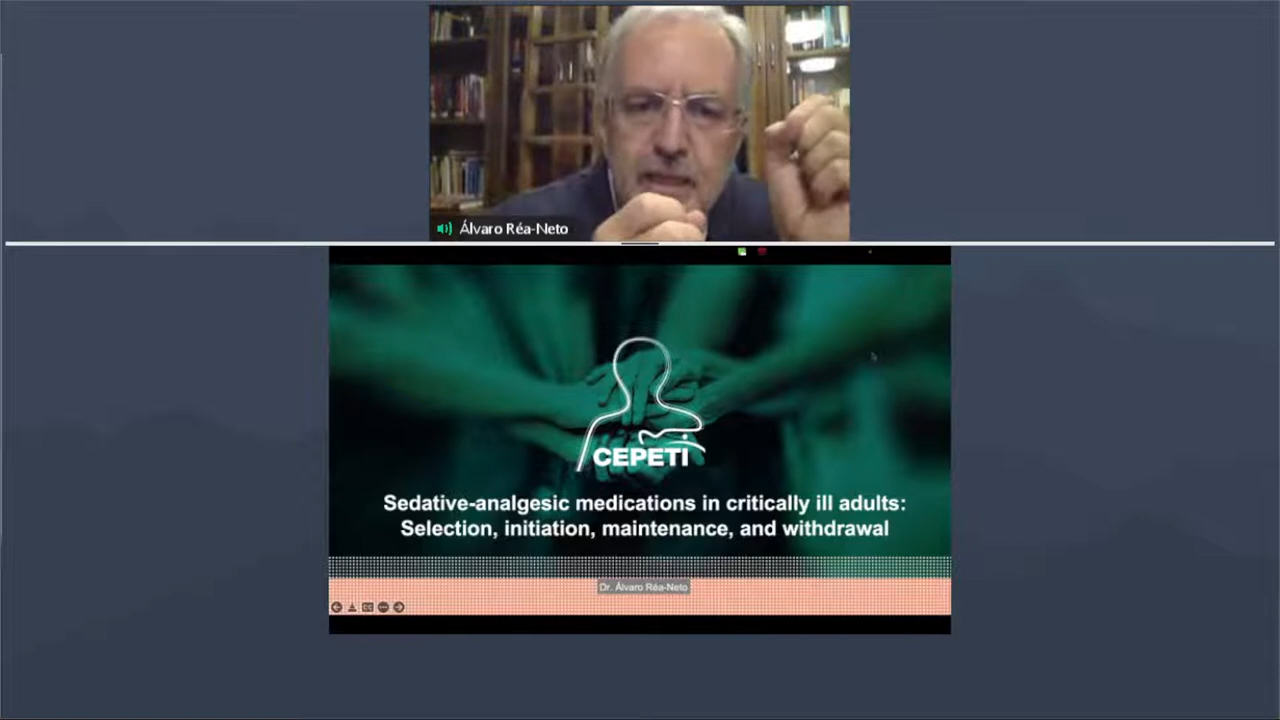 Álvaro Réa-Neto
CEPETI
Sedative-analgesic medications in critically ill adults:
Selection, initiation, maintenance, and withdrawal
Dr. Álvaro Réa-Neto
CC